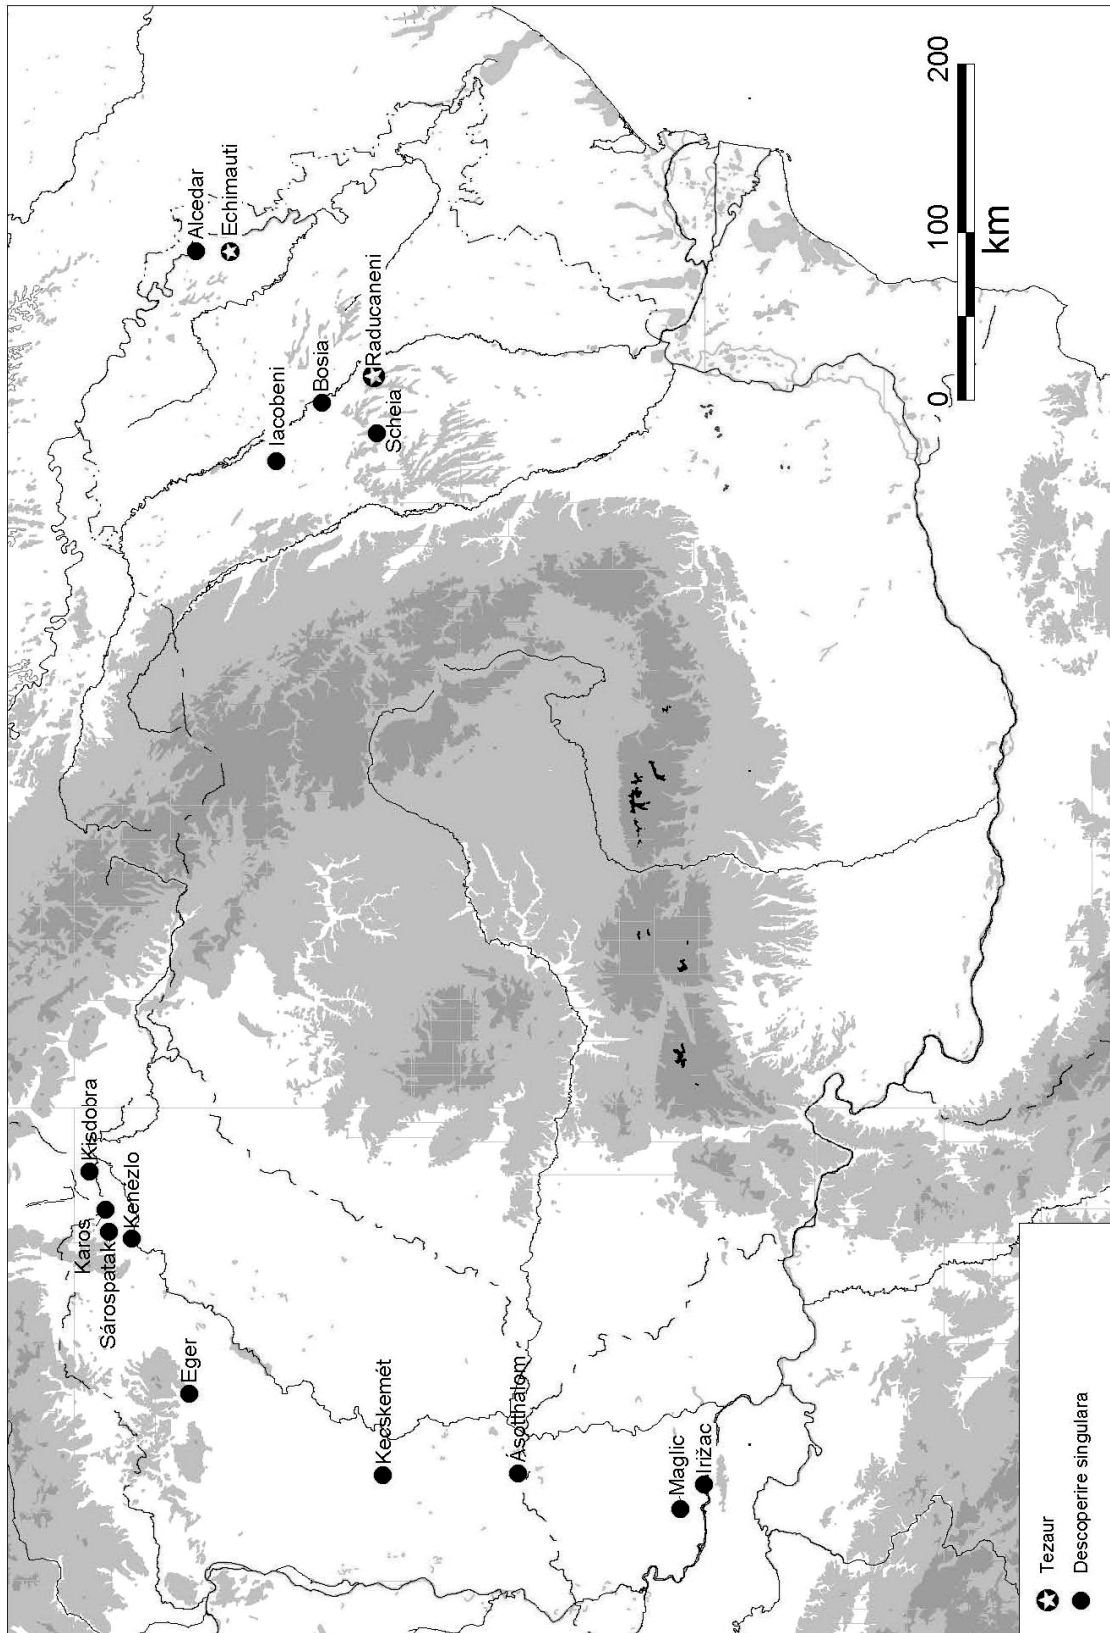 Kisdobra
Karos
Sárospatak
Kenézlo
Eger
Kecskemét
Ásotthalom
Maglic
Irižac
Alcedar
Echimauti
Iacobeni
Bosia
Raducaneni
Scheia
0 100 200
km
Tezaur
Descoperire singulara